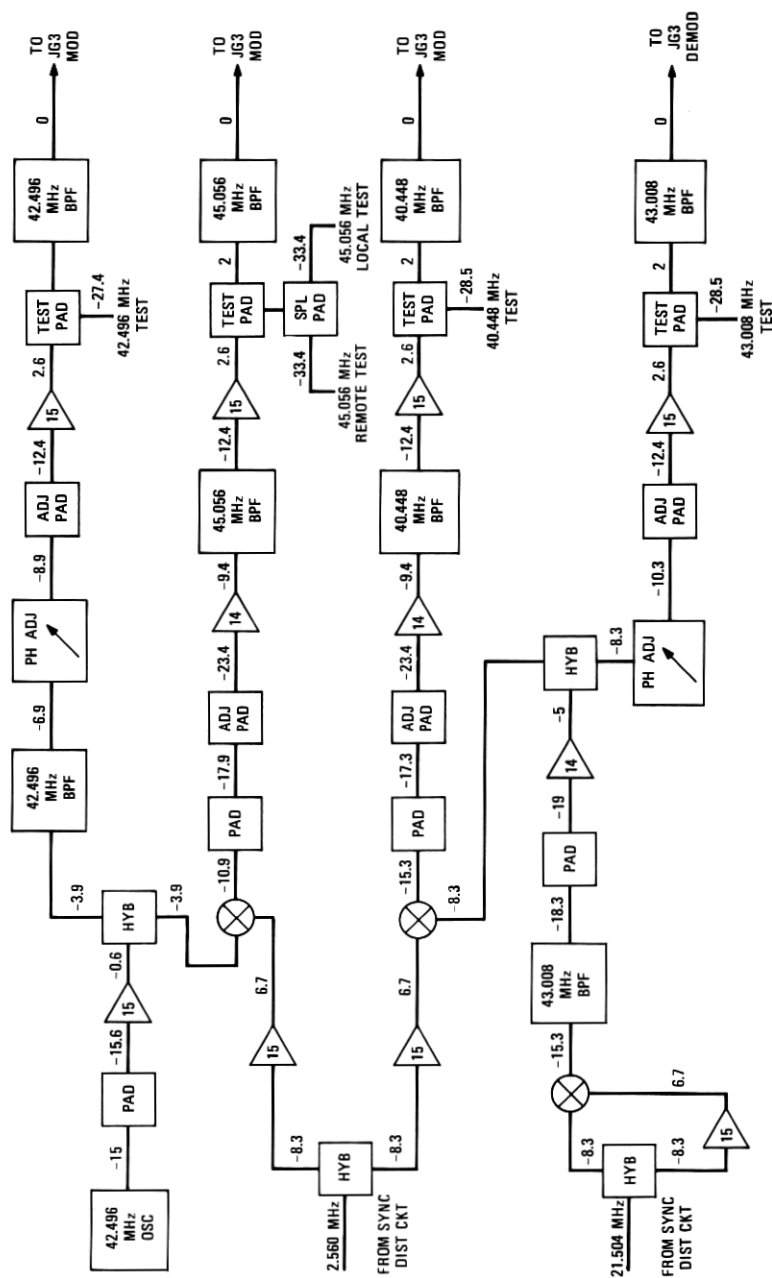 42.496
MHz
OSC
-15
PAD
-15.6
15
-0.6
HYB
-3.9
-3.9
42.496
MHz
BPF
-6.9
PH ADJ
-8.9
ADJ
PAD
-12.4
15
2.6
TEST
PAD
-27.4
42.496 MHz
TEST
42.496
MHz
BPF
0
TO
JG3
MOD
2.560 MHz
FROM SYNC
DIST CKT
HYB
-8.3
15
6.7
-10.9
PAD
-17.9
ADJ
PAD
-23.4
14
-9.4
45.056
MHz
BPF
-12.4
15
2.6
TEST
PAD
SPL
PAD
-33.4
45.056 MHz
REMOTE TEST
-33.4
45.056 MHz
LOCAL TEST
2
45.056
MHz
BPF
0
TO
JG3
MOD
-8.3
15
6.7
-8.3
-15.3
PAD
-17.3
ADJ
PAD
-23.4
14
-9.4
40.448
MHz
BPF
-12.4
15
2.6
TEST
PAD
-28.5
40.448 MHz
TEST
2
40.448
MHz
BPF
0
TO
JG3
MOD
21.504 MHz
FROM SYNC
DIST CKT
HYB
-8.3
-8.3
15
6.7
-15.3
43.008
MHz
BPF
-18.3
PAD
-19
14
-5
HYB
-8.3
PH ADJ
-10.3
ADJ
PAD
-12.4
15
2.6
TEST
PAD
-28.5
43.008 MHz
TEST
2
43.008
MHz
BPF
0
TO
JG3
DEMOD